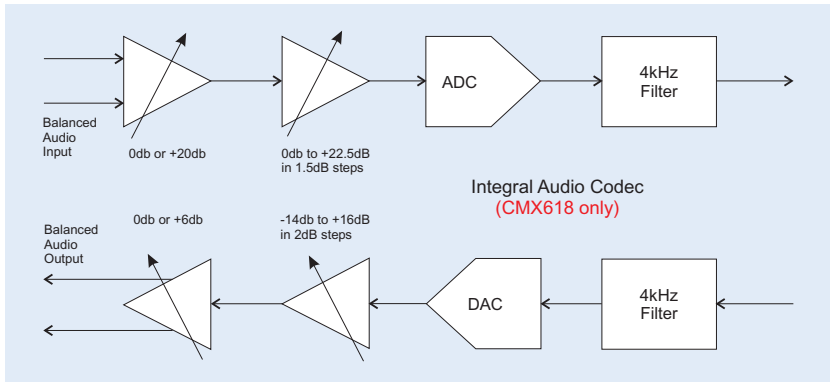 ADC
4kHz
Filter
Balanced
Audio
Input
0db or +20db
0db to +22.5dB
in 1.5dB steps
Integral Audio Codec
(CMX618 only)
0db or +6db
-14db to +16dB
in 2dB steps
Balanced
Audio
Output
DAC
4kHz
Filter